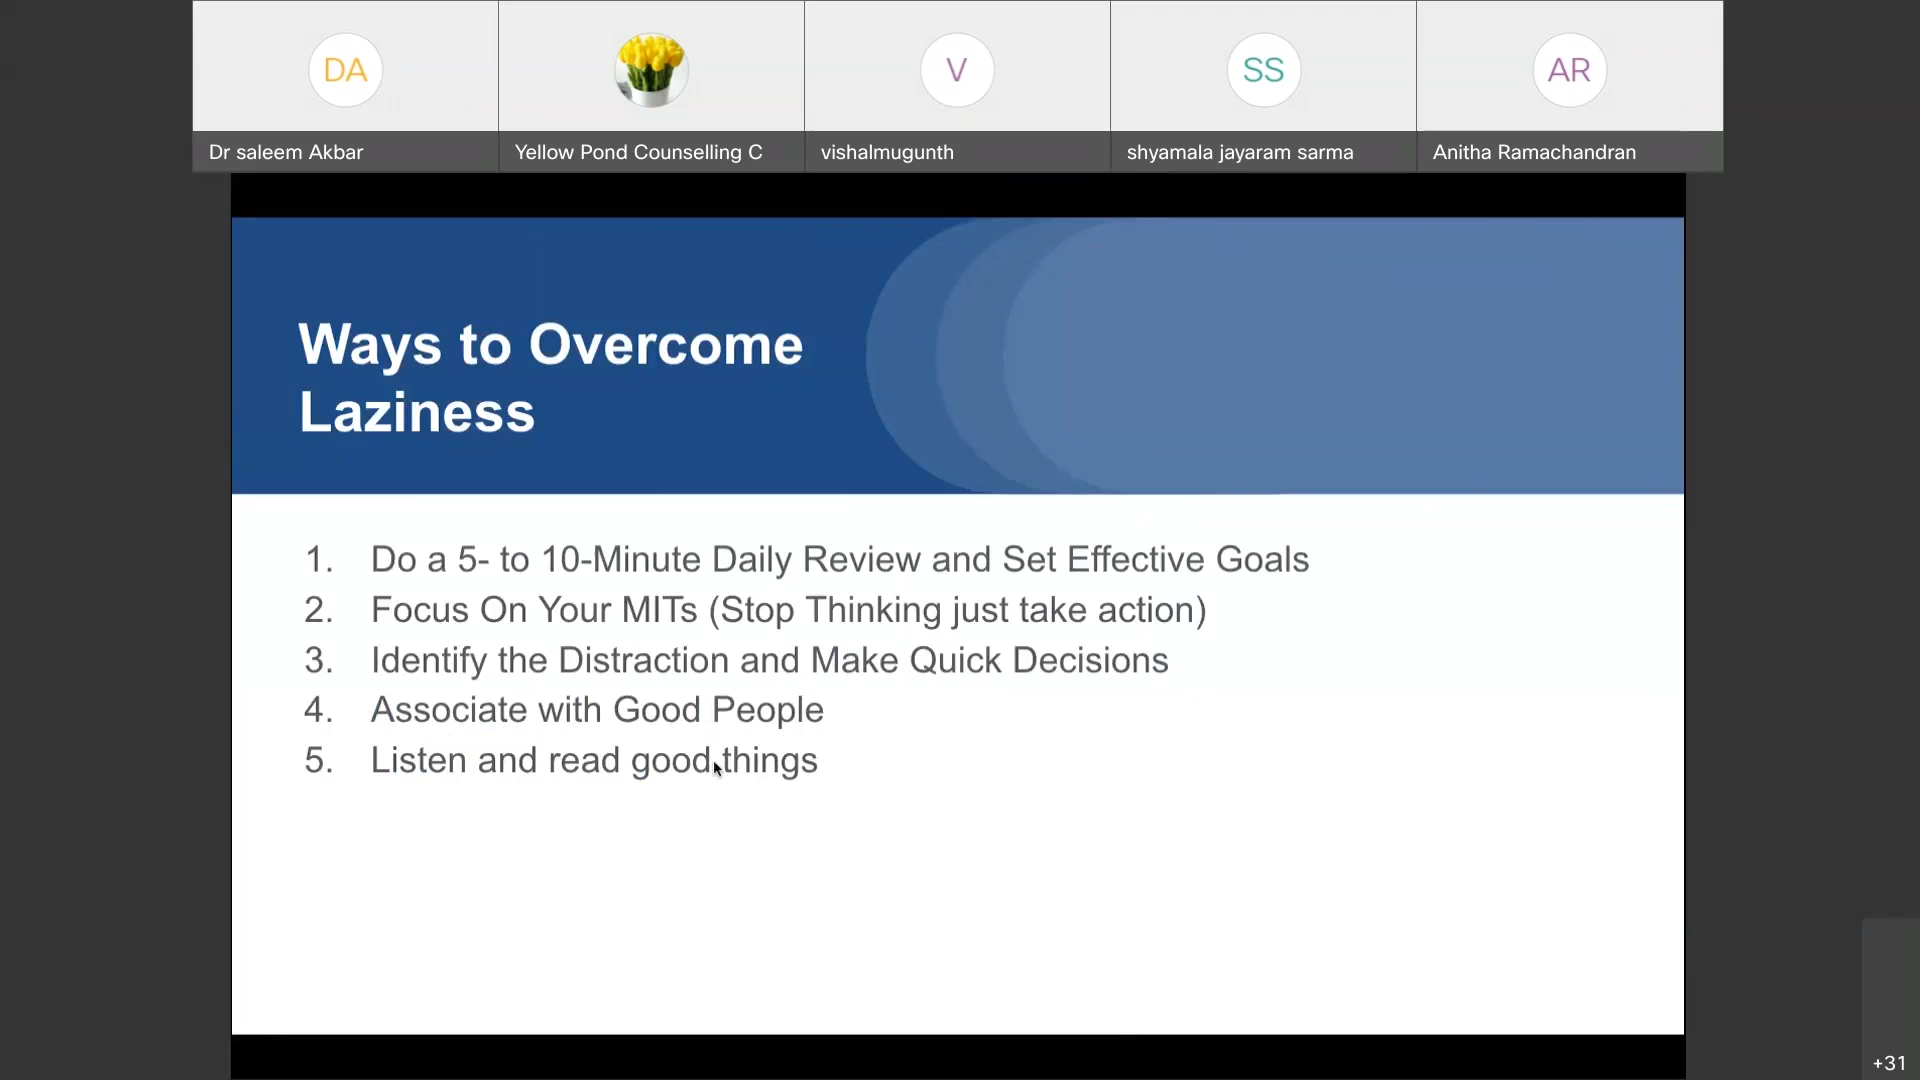 DA
V
SS
AR
Dr saleem Akbar
Yellow Pond Counselling C
vishalmugunth
shyamala jayaram sarma
Anitha Ramachandran
Ways to Overcome
Laziness
1. Do a 5- to 10-Minute Daily Review and Set Effective Goals
2. Focus On Your MITs (Stop Thinking just take action)
3. Identify the Distraction and Make Quick Decisions
4. Associate with Good People
5. Listen and read good things
+31